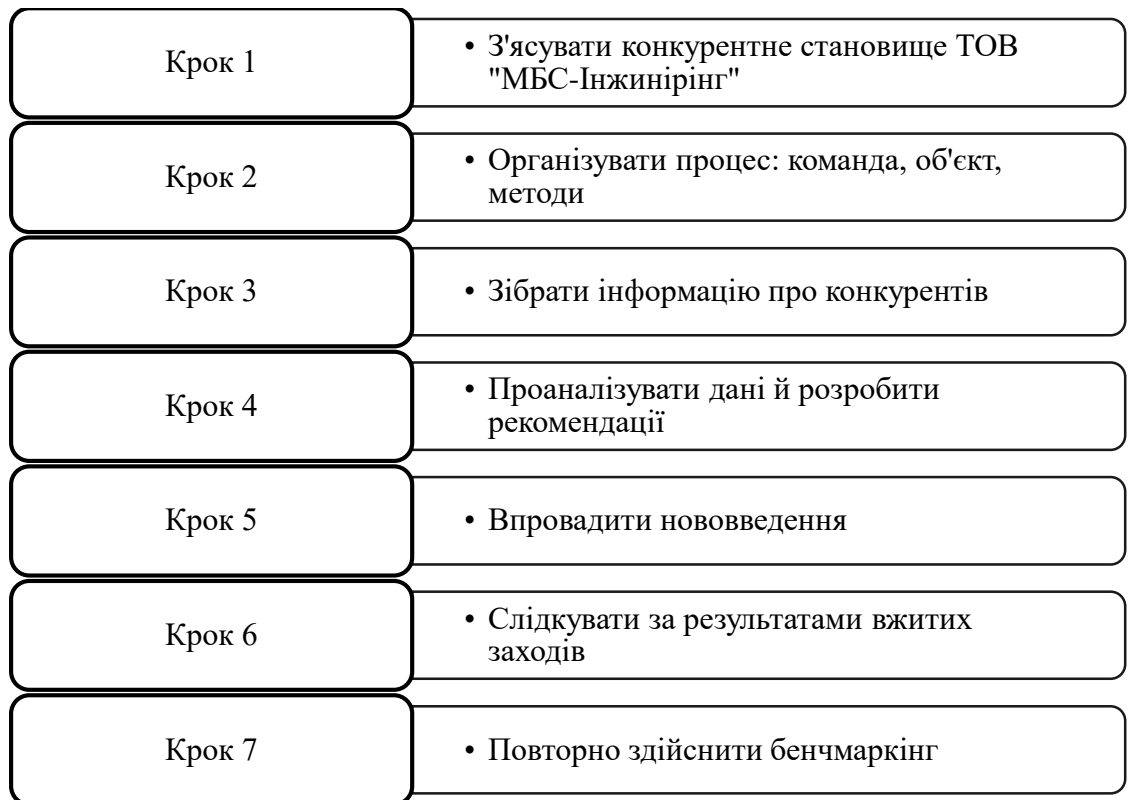 Крок 1
• З'ясувати конкурентне становище ТОВ
"МБС-Інжинірінг"
Крок 2
• Організувати процес: команда, об'єкт,
методи
Крок 3
• Зібрати інформацію про конкурентів
Крок 4
• Проаналізувати дані й розробити
рекомендації
Крок 5
• Впровадити нововведення
Крок 6
• Слідкувати за результатами вжитих
заходів
Крок 7
• Повторно здійснити бенчмаркінг